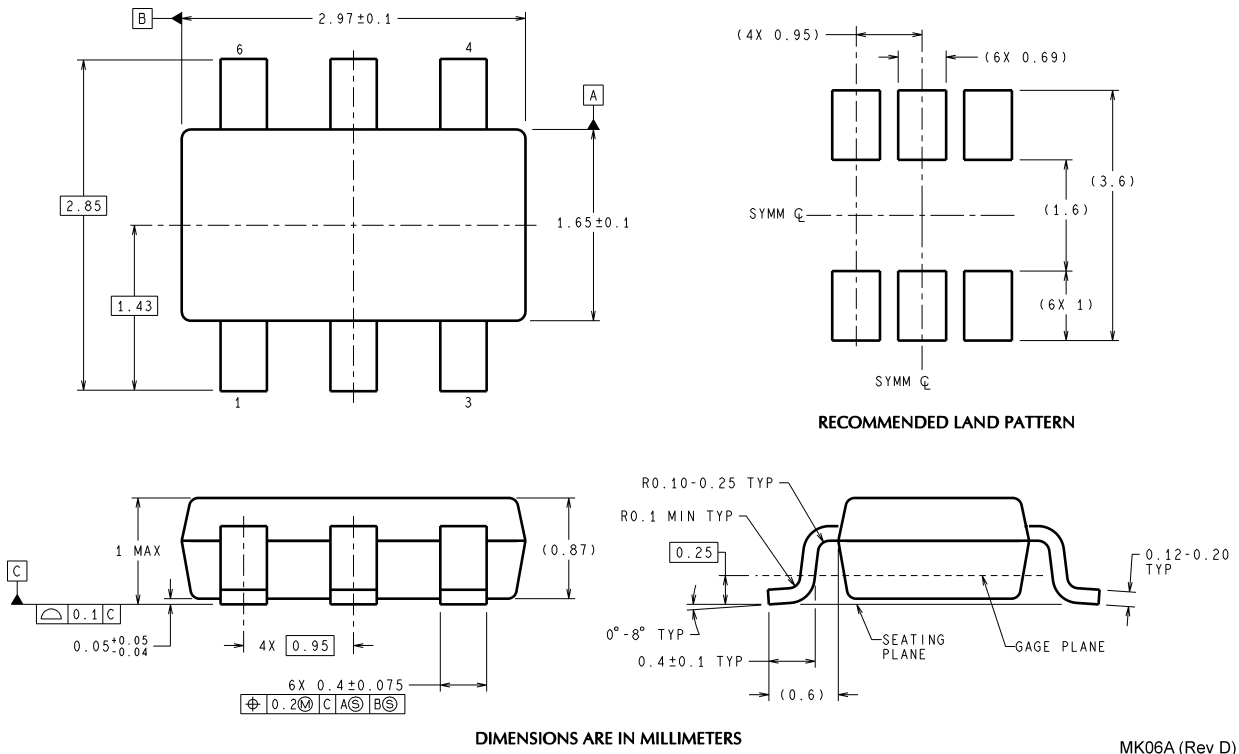 B
2.97±0.1
6
4
A
2.85
1.43
1.65±0.1
1
3
(4X 0.95)
(6X 0.69)
(3.6)
(1.6)
SYMM ℄
(6X 1)
SYMM ℄
RECOMMENDED LAND PATTERN
1 MAX
(0.87)
C
⌓ 0.1 C
0.05+0.05
-0.04
4X 0.95
6X 0.4±0.075
⌖ 0.2Ⓜ C AⓈ BⓈ
R0.10-0.25 TYP
R0.1 MIN TYP
0.25
0°-8° TYP
0.4±0.1 TYP
(0.6)
SEATING
PLANE
GAGE PLANE
0.12-0.20
TYP
DIMENSIONS ARE IN MILLIMETERS
MK06A (Rev D)